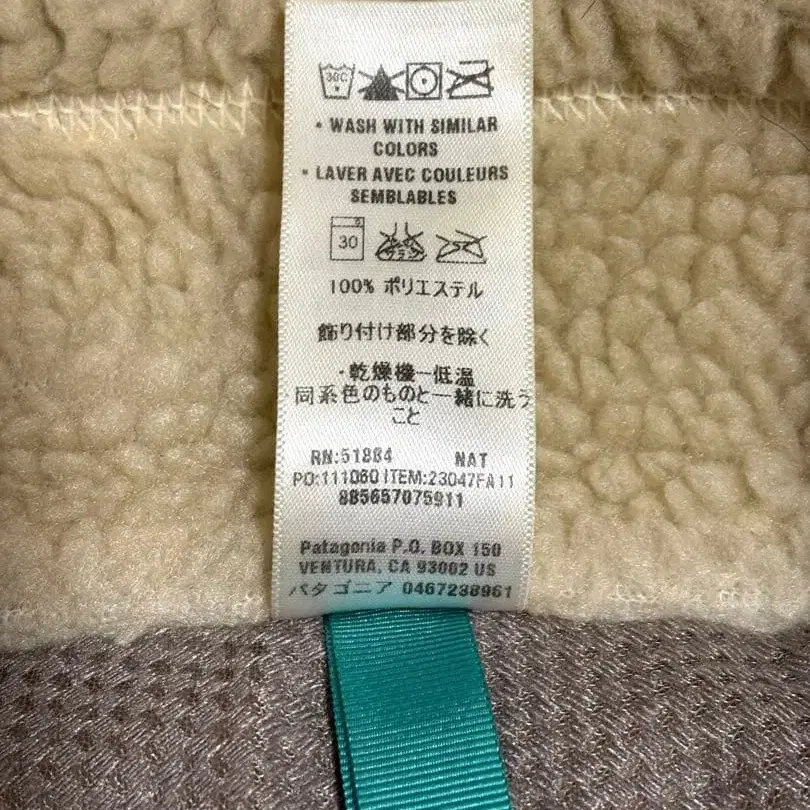 30C
• WASH WITH SIMILAR
COLORS
• LAVER AVEC COULEURS
SEMBLABLES
30
100% ポリエステル
飾り付け部分を除く
・乾燥機一低温
同系色のものと一緒に洗う
こと
RN:51884 NAT
PO:111060 ITEM:23047FA11
885657075911
Patagonia P.O. BOX 150
VENTURA, CA 93002 US
パタゴニア 0467238961